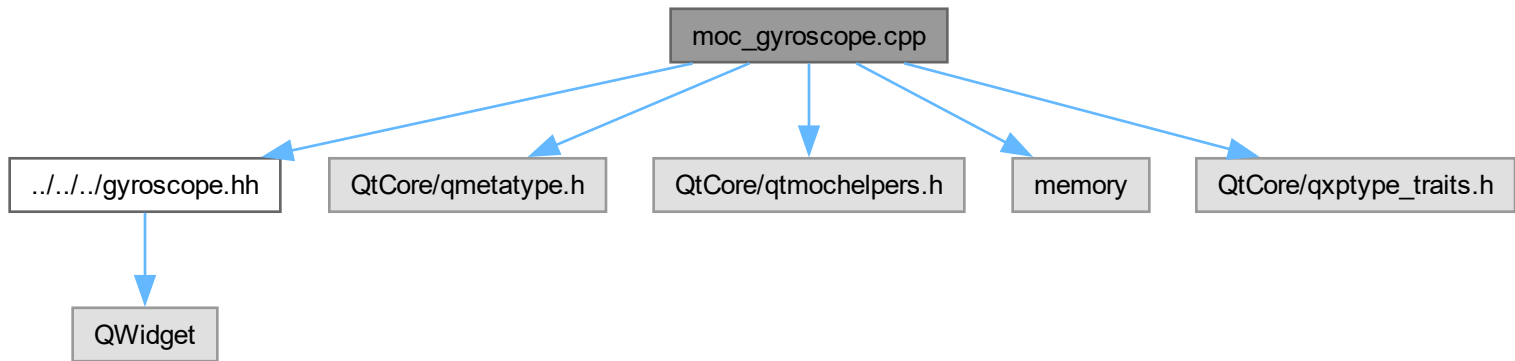 moc_gyroscope.cpp
../../../gyroscope.hh
QtCore/qmetatype.h
QtCore/qtmochelpers.h
memory
QtCore/qxptype_traits.h
QWidget